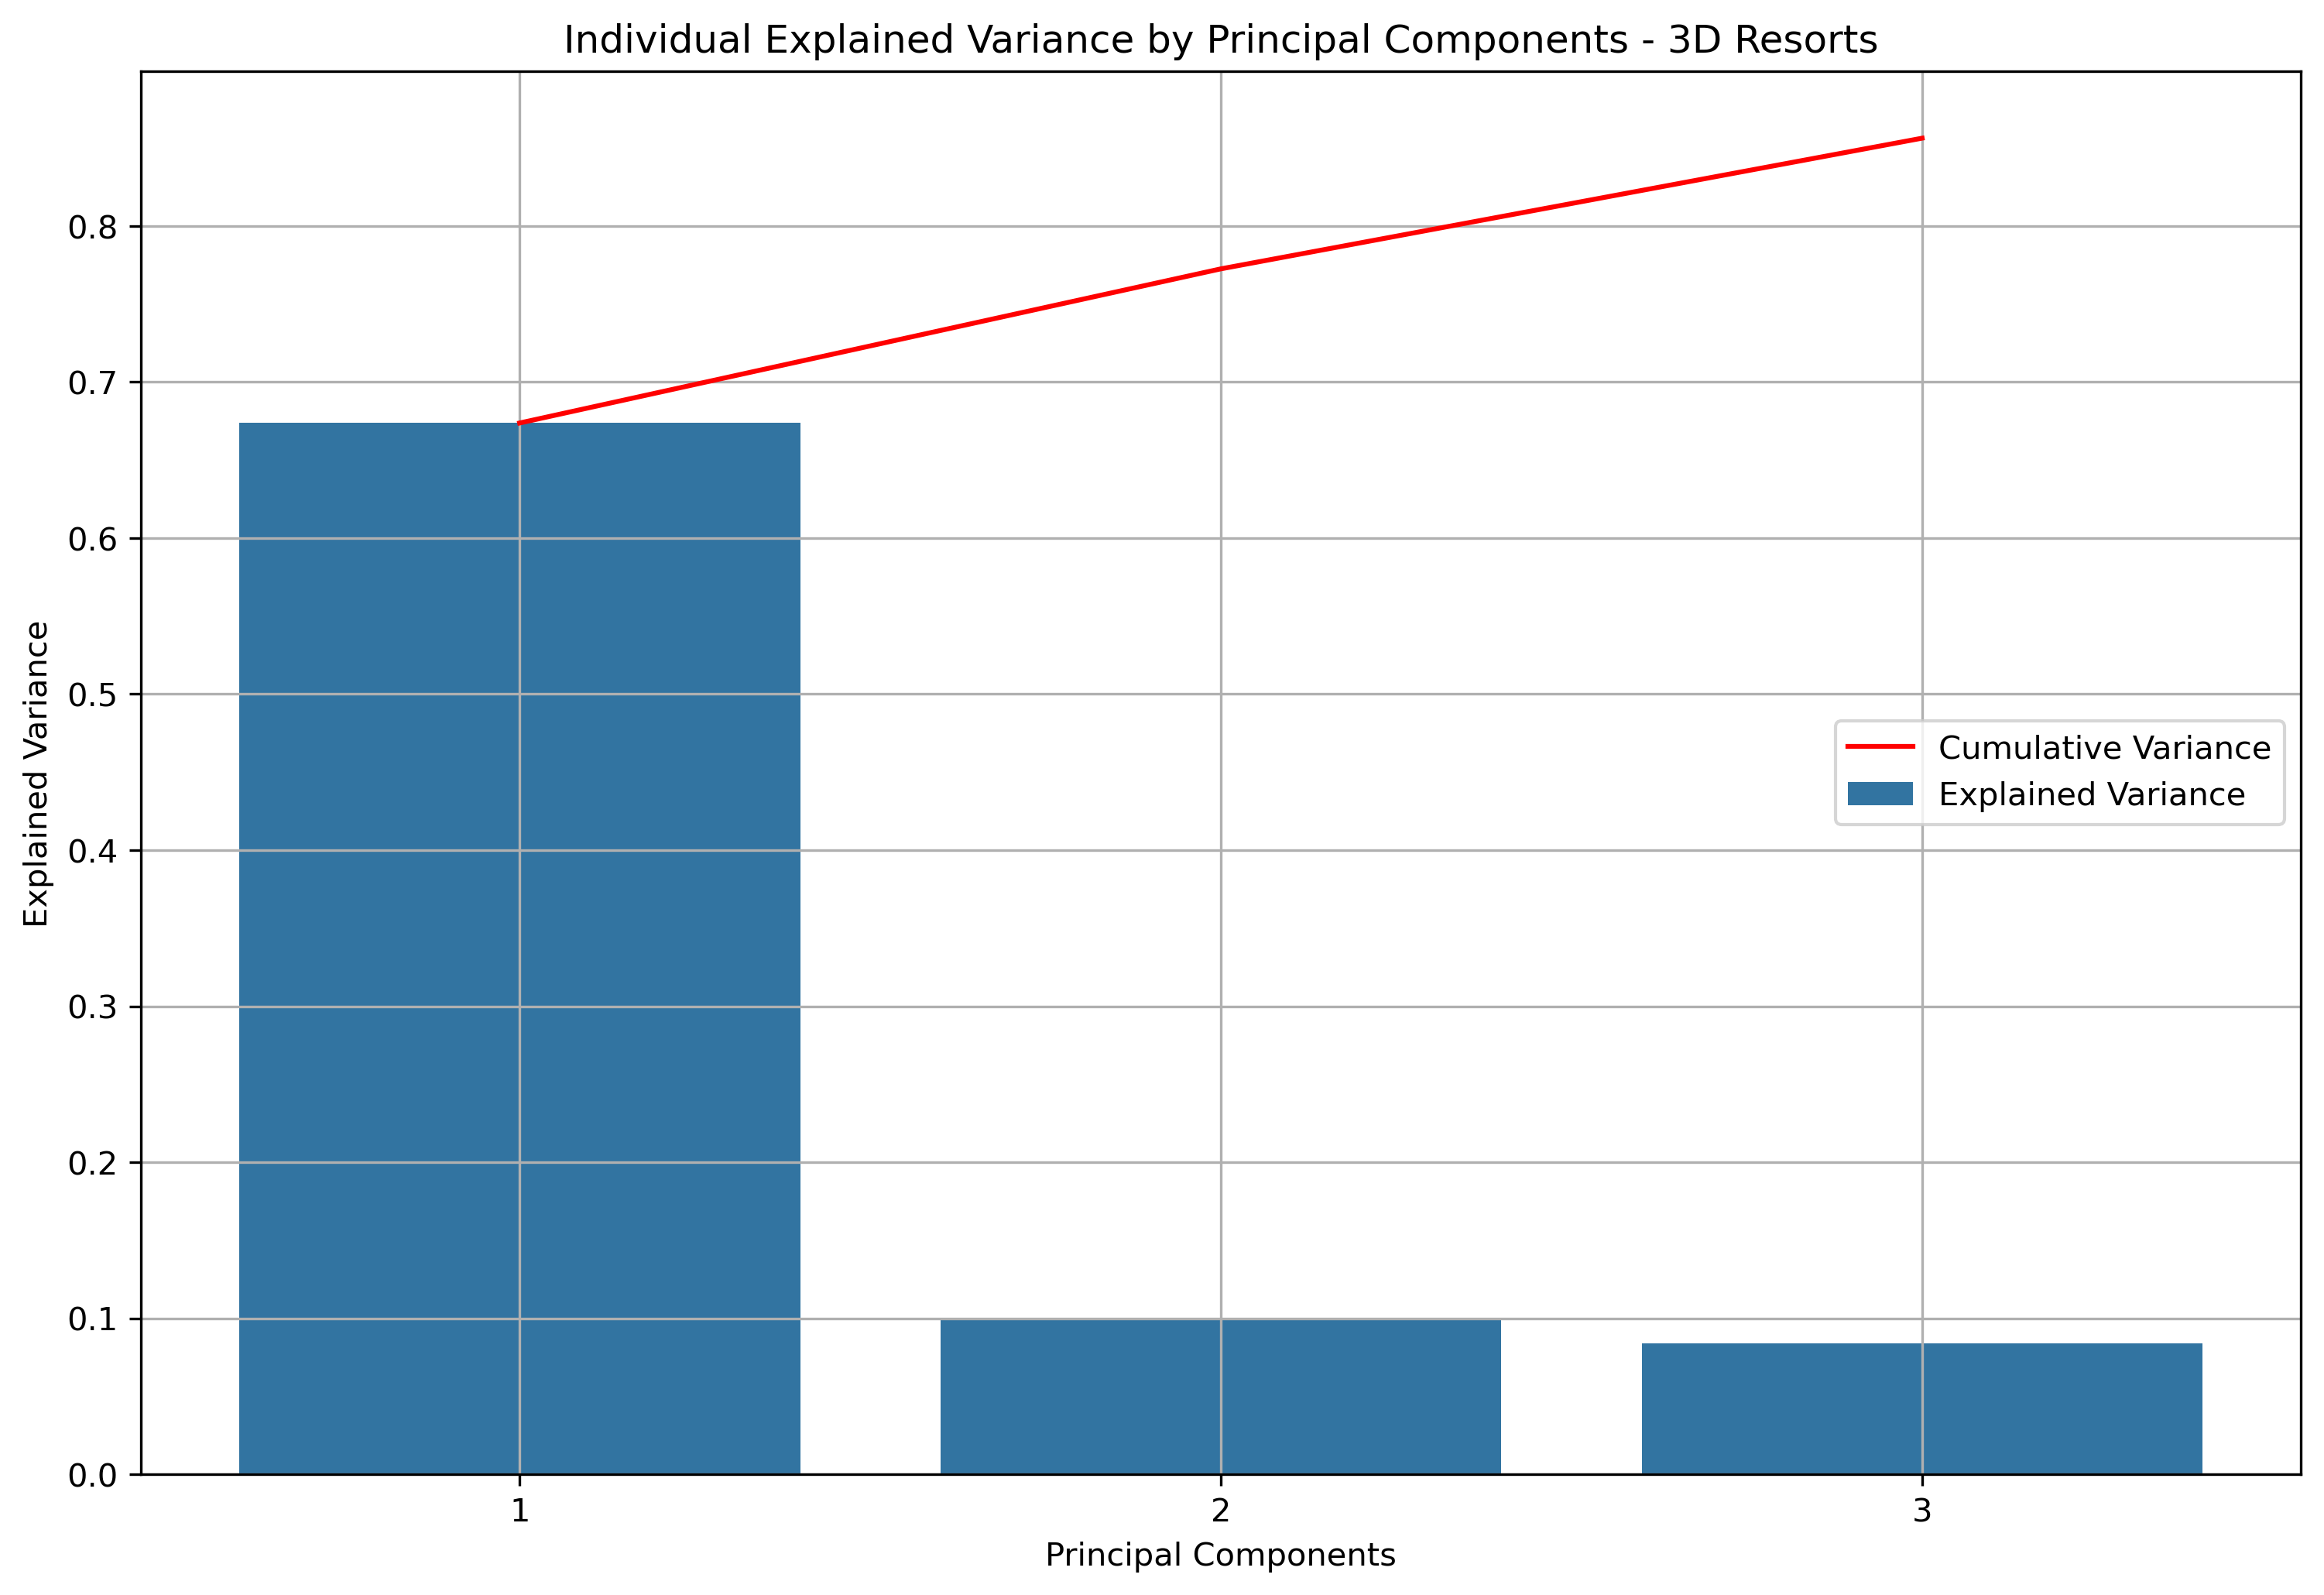 Individual Explained Variance by Principal Components - 3D Resorts
0.8
0.7
0.6
0.5
0.4
0.3
0.2
0.1
0.0
Explained Variance
Cumulative Variance
Explained Variance
1
2
3
Principal Components